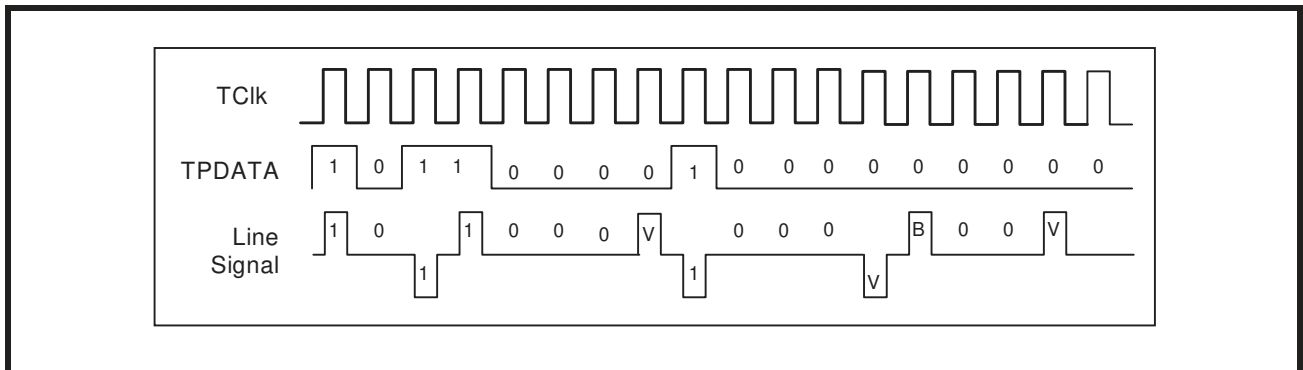 TClk
TPDATA 1 0 1 1 0 0 0 0 1 0 0 0 0 0 0 0 0 0
Line Signal 1 0 1 1 0 0 0 V 1 0 0 0 V B 0 0 V